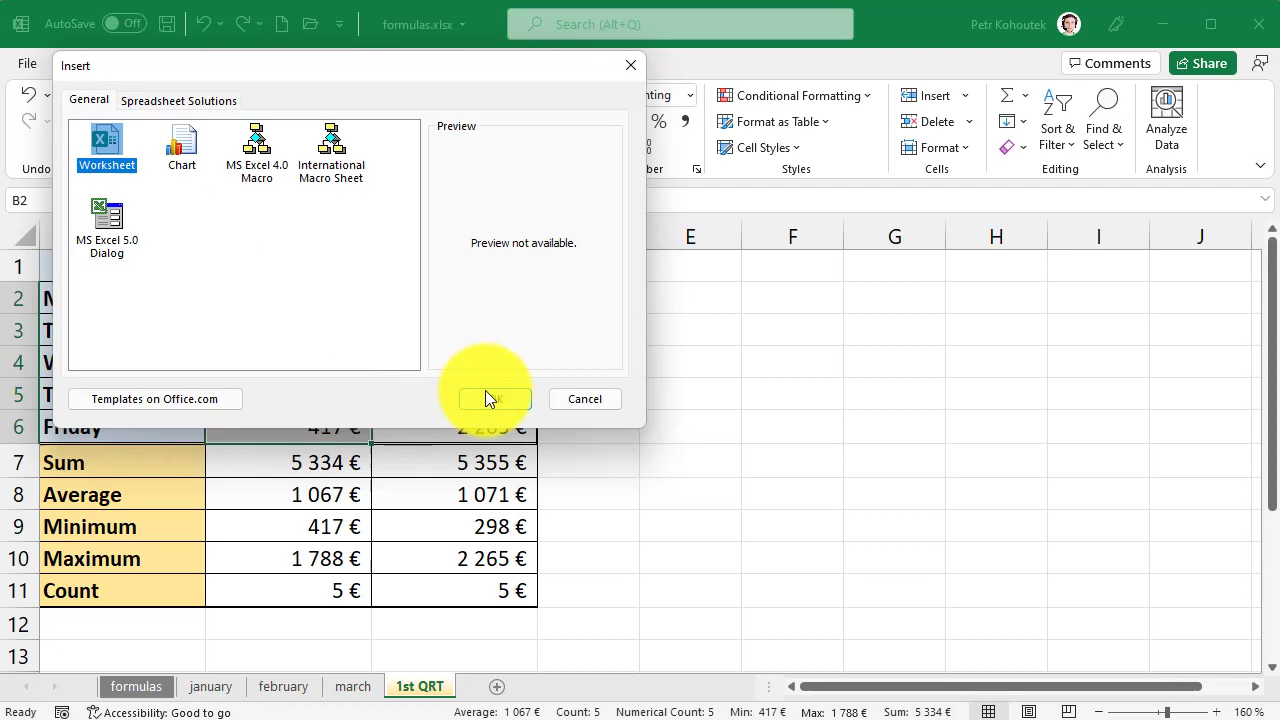 AutoSave Off formulas.xlsx Search (Alt+Q) Petr Kohoutek
File Comments Share
Insert
General Spreadsheet Solutions
Worksheet Chart MS Excel 4.0 Macro International Macro Sheet
MS Excel 5.0 Dialog
Preview
Preview not available.
Templates on Office.com Cancel
nting Conditional Formatting Insert
% Format as Table Delete Sort & Filter Find & Select Analyze Data
Cell Styles Format
Undo ber Styles Cells Editing Analysis
B2
E F G H I J
1
2
3
4
5
6 Friday 417 € 2 265 €
7 Sum 5 334 € 5 355 €
8 Average 1 067 € 1 071 €
9 Minimum 417 € 298 €
10 Maximum 1 788 € 2 265 €
11 Count 5 € 5 €
12
13
formulas january february march 1st QRT
Ready Accessibility: Good to go Average: 1 067 € Count: 5 Numerical Count: 5 Min: 417 € Max: 1 788 € Sum: 5 334 € 160 %